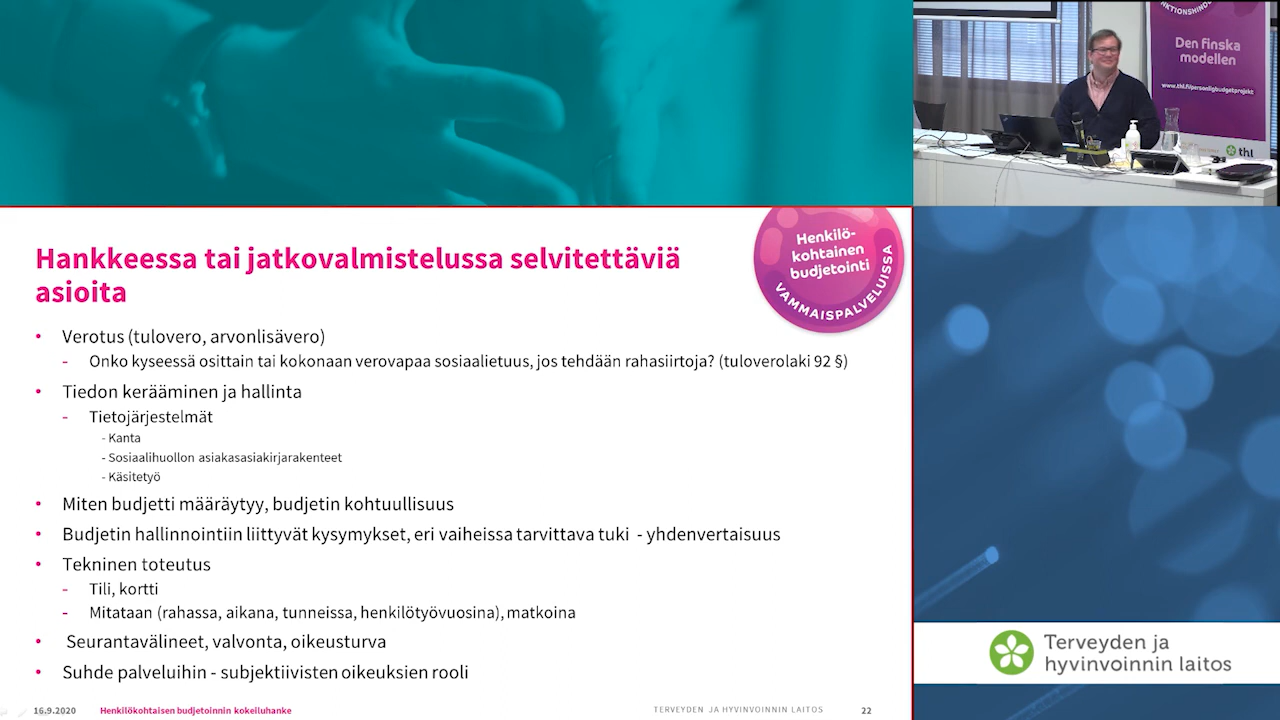 Hankkeessa tai jatkovalmistelussa selvitettäviä
asioita
Henkilö-
kohtainen
budjetointi
VAMMAISPALVELUISSA
• Verotus (tulovero, arvonlisävero)
- Onko kyseessä osittain tai kokonaan verovapaa sosiaalietuus, jos tehdään rahasiirtoja? (tuloverolaki 92 §)
• Tiedon kerääminen ja hallinta
- Tietojärjestelmät
- Kanta
- Sosiaalihuollon asiakasasiakirjarakenteet
- Käsitetyö
• Miten budjetti määräytyy, budjetin kohtuullisuus
• Budjetin hallinnointiin liittyvät kysymykset, eri vaiheissa tarvittava tuki - yhdenvertaisuus
• Tekninen toteutus
- Tili, kortti
- Mitataan (rahassa, aikana, tunneissa, henkilötyövuosina), matkoina
• Seurantavälineet, valvonta, oikeusturva
• Suhde palveluihin - subjektiivisten oikeuksien rooli
16.9.2020 Henkilökohtaisen budjetoinnin kokeiluhanke TERVEYDEN JA HYVINVOINNIN LAITOS 22
Den finska
modellen
www.thl.fi/personligbudgetprojekt
thl
Terveyden ja
hyvinvoinnin laitos